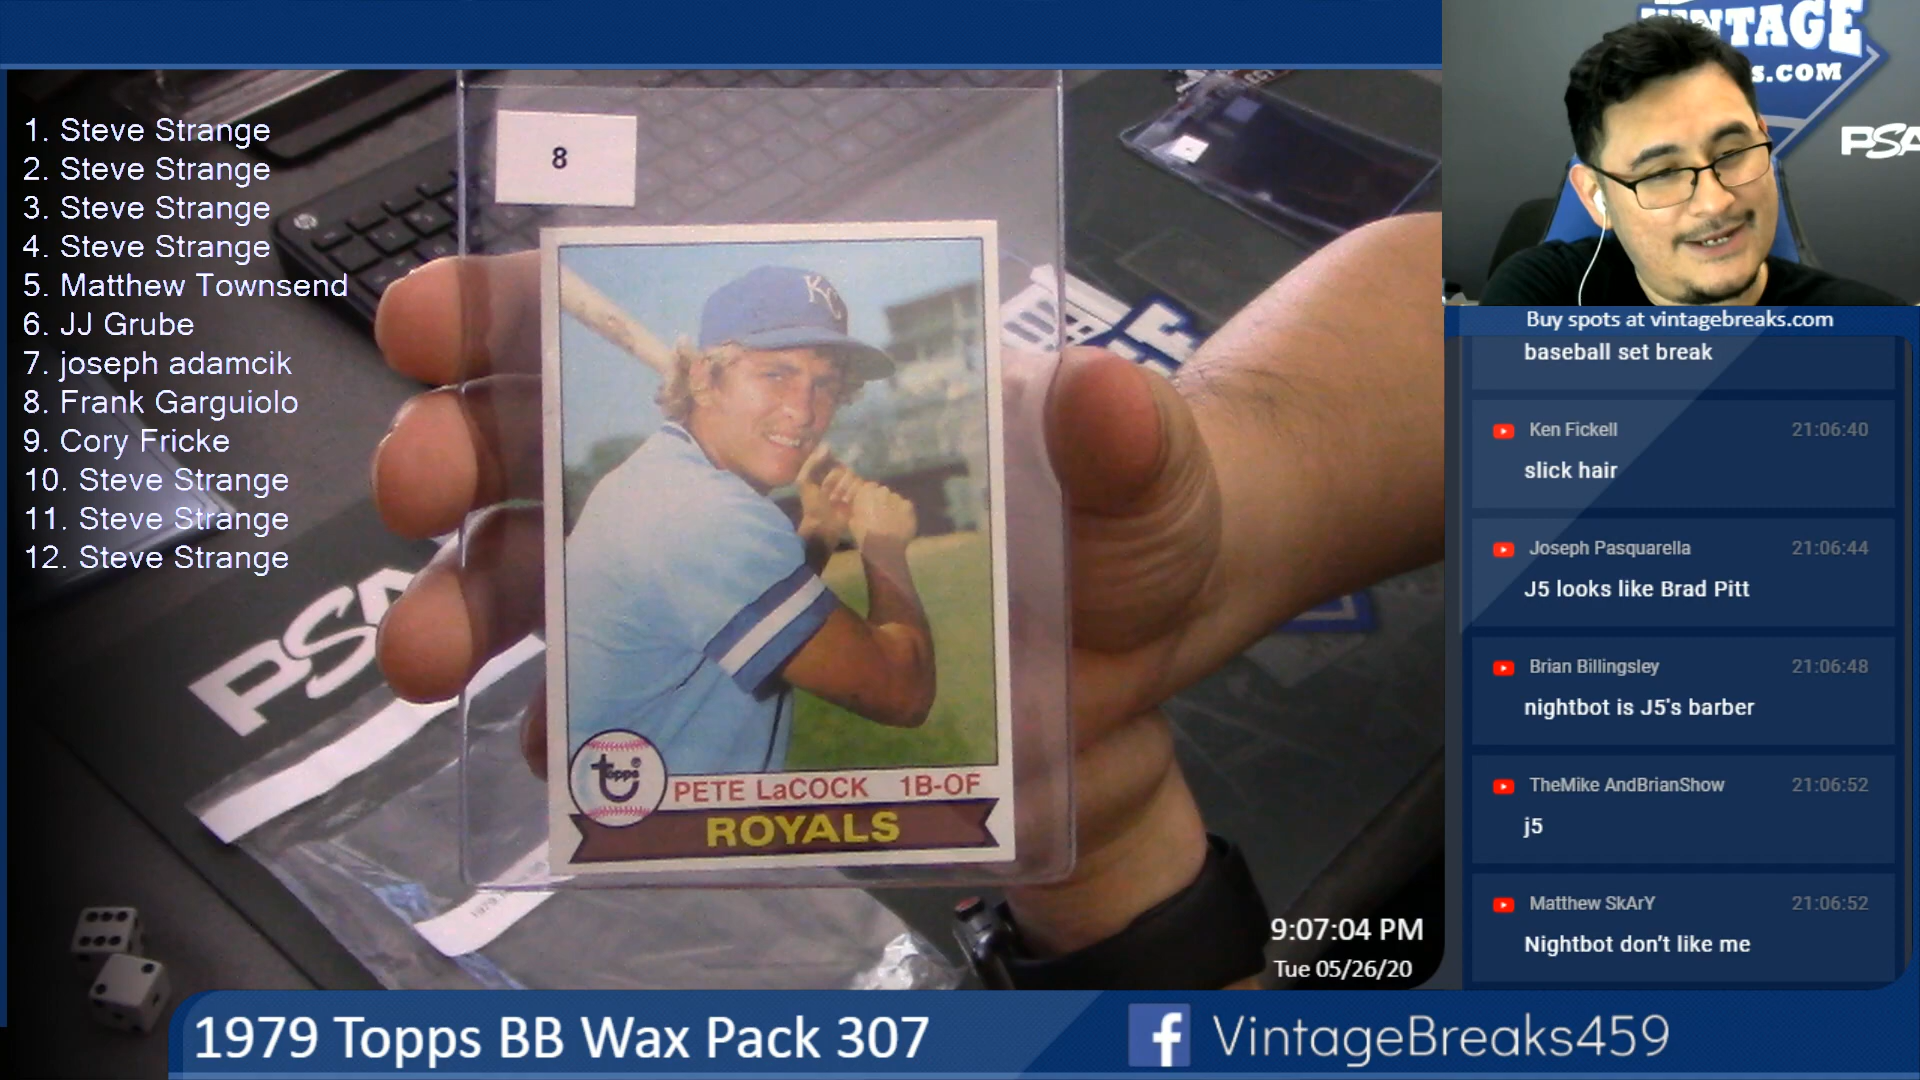 1. Steve Strange
2. Steve Strange
3. Steve Strange
4. Steve Strange
5. Matthew Townsend
6. JJ Grube
7. joseph adamcik
8. Frank Garguiolo
9. Cory Fricke
10. Steve Strange
11. Steve Strange
12. Steve Strange
8
KC
Topps
PETE LaCOCK 1B-OF
ROYALS
PSA
9:07:04 PM
Tue 05/26/20
1979 Topps BB Wax Pack 307
VintageBreaks459
VINTAGE
S.COM
PSA
Buy spots at vintagebreaks.com
baseball set break
Ken Fickell 21:06:40
slick hair
Joseph Pasquarella 21:06:44
J5 looks like Brad Pitt
Brian Billingsley 21:06:48
nightbot is J5's barber
TheMike AndBrianShow 21:06:52
j5
Matthew SkArY 21:06:52
Nightbot don't like me